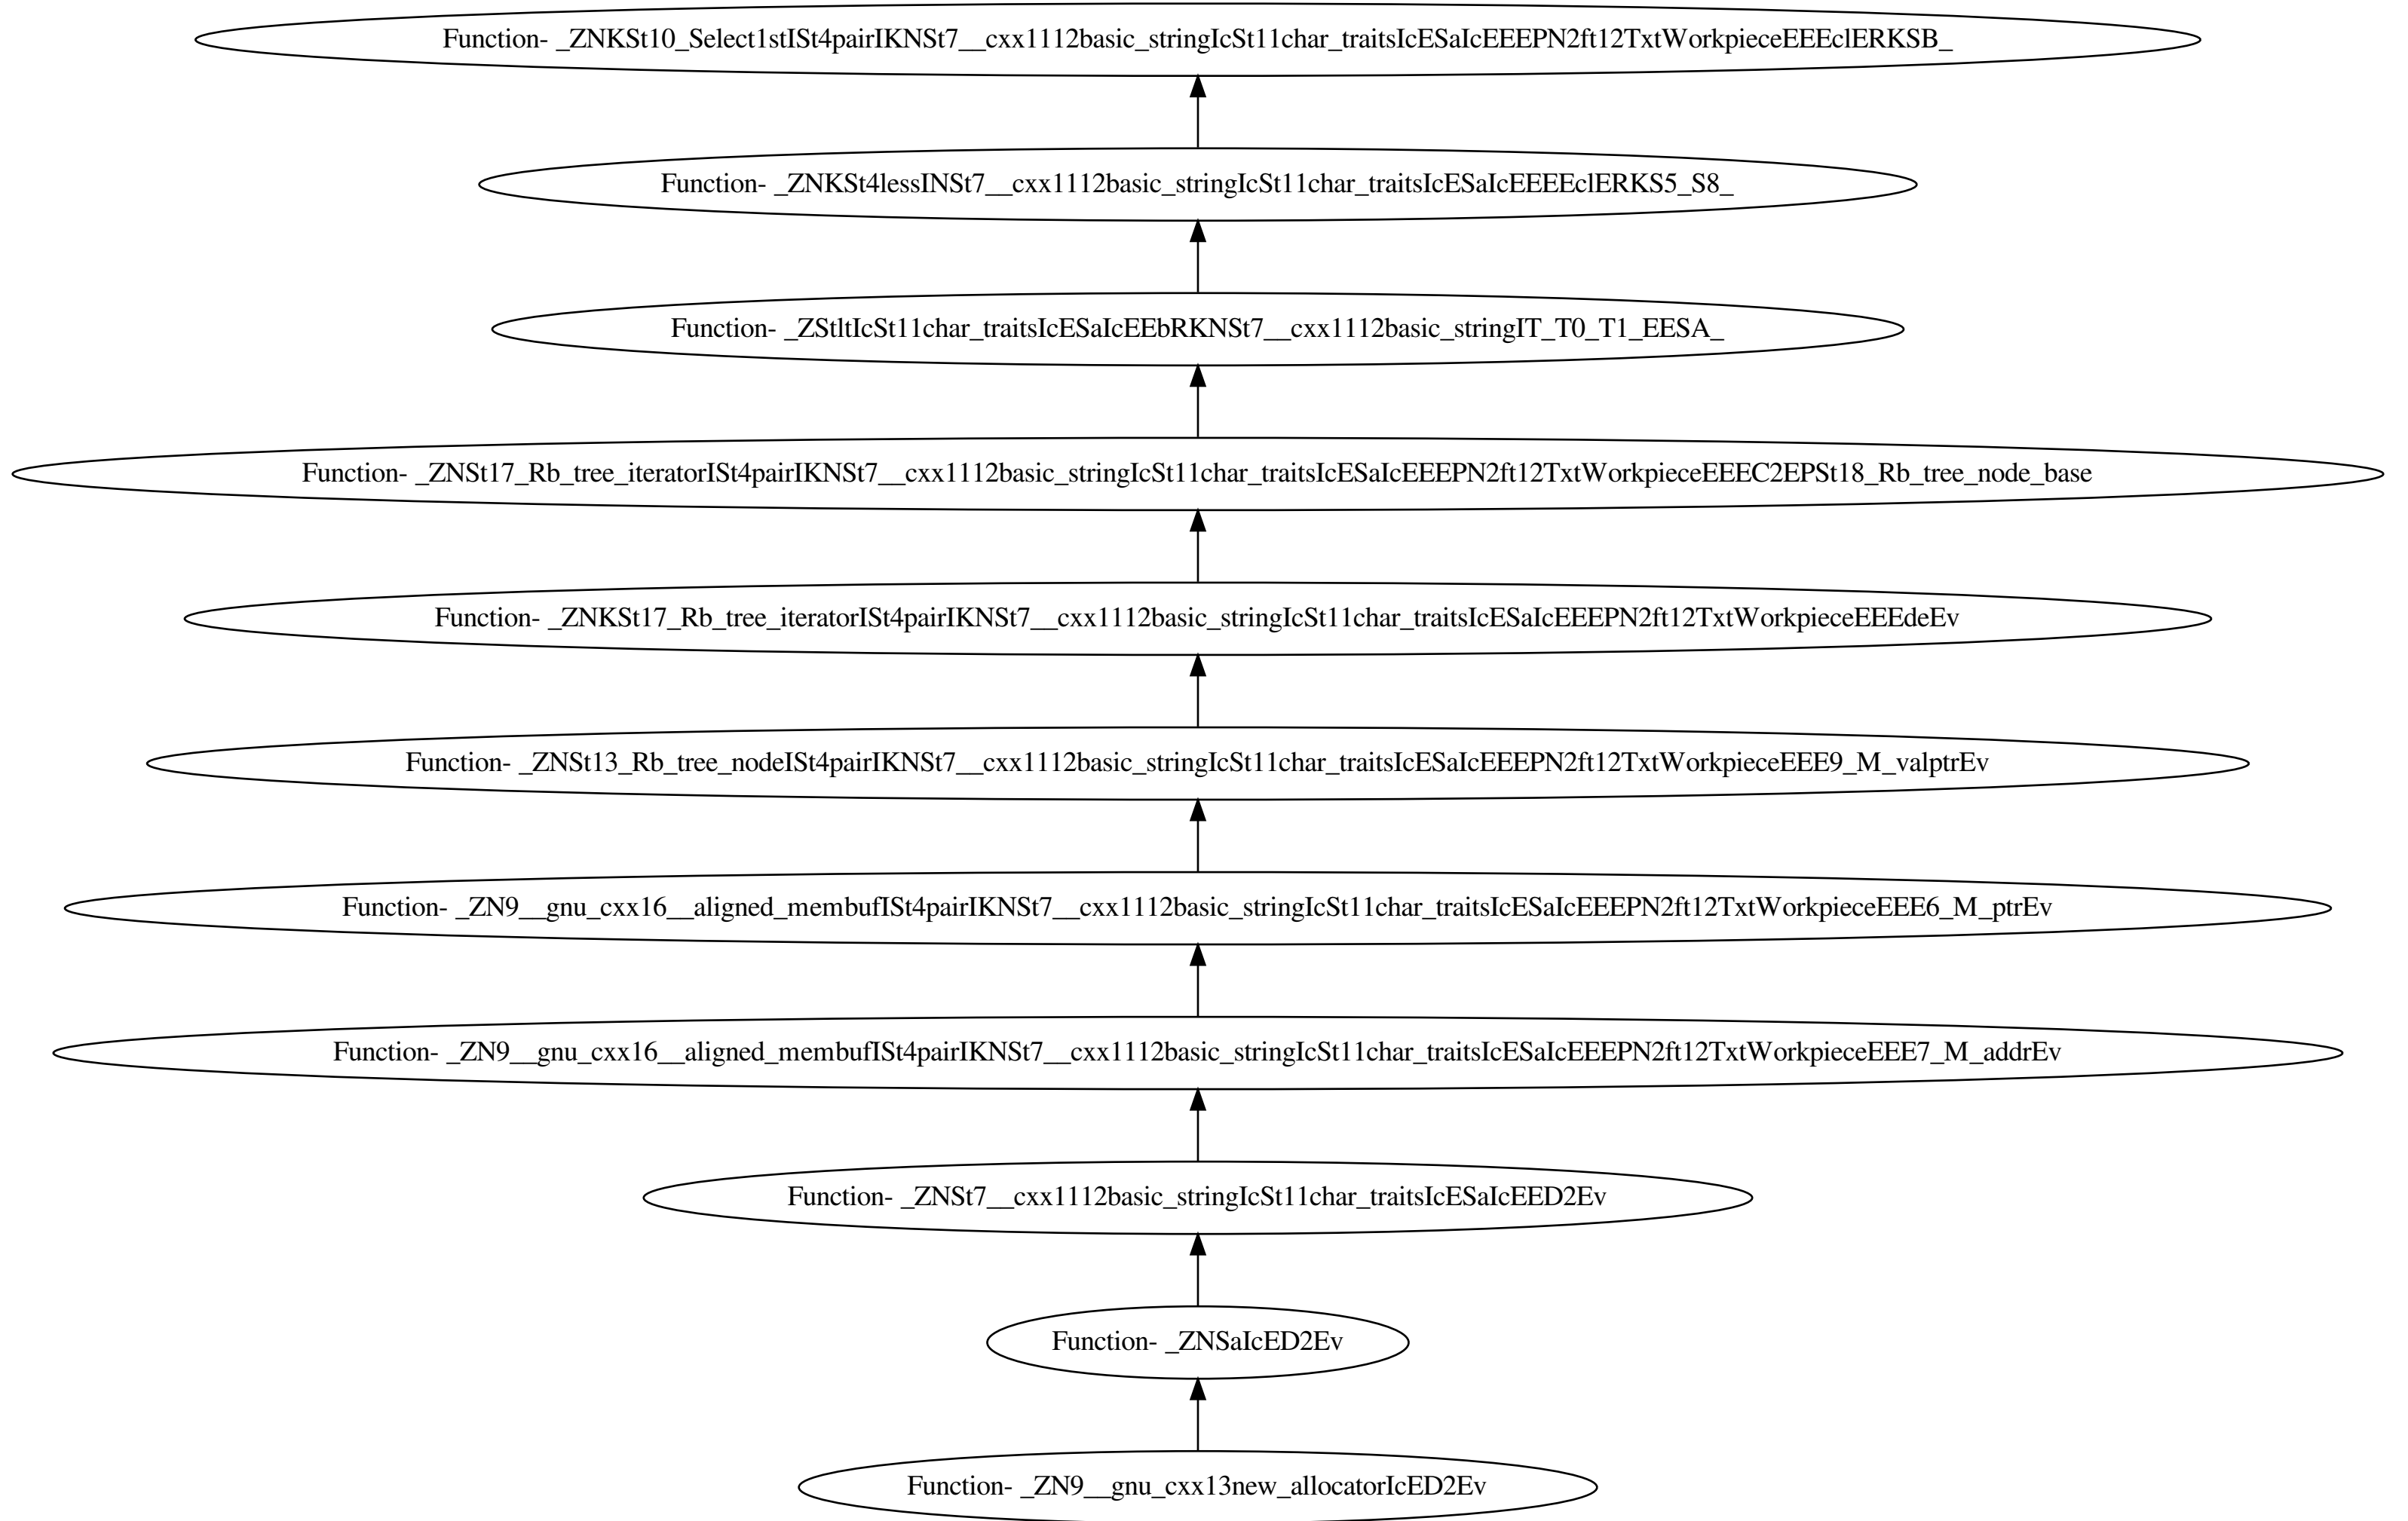 Function- _ZNKSt10_Select1stISt4pairIKNSt7__cxx1112basic_stringIcSt11char_traitsIcESaIcEEEPN2ft12TxtWorkpieceEEEclERKSB_
Function- _ZNKSt4lessINSt7__cxx1112basic_stringIcSt11char_traitsIcESaIcEEEEclERKS5_S8_
Function- _ZStltIcSt11char_traitsIcESaIcEEbRKNSt7__cxx1112basic_stringIT_T0_T1_EESA_
Function- _ZNSt17_Rb_tree_iteratorISt4pairIKNSt7__cxx1112basic_stringIcSt11char_traitsIcESaIcEEEPN2ft12TxtWorkpieceEEEC2EPSt18_Rb_tree_node_base
Function- _ZNKSt17_Rb_tree_iteratorISt4pairIKNSt7__cxx1112basic_stringIcSt11char_traitsIcESaIcEEEPN2ft12TxtWorkpieceEEEdeEv
Function- _ZNSt13_Rb_tree_nodeISt4pairIKNSt7__cxx1112basic_stringIcSt11char_traitsIcESaIcEEEPN2ft12TxtWorkpieceEEE9_M_valptrEv
Function- _ZN9__gnu_cxx16__aligned_membufISt4pairIKNSt7__cxx1112basic_stringIcSt11char_traitsIcESaIcEEEPN2ft12TxtWorkpieceEEE6_M_ptrEv
Function- _ZN9__gnu_cxx16__aligned_membufISt4pairIKNSt7__cxx1112basic_stringIcSt11char_traitsIcESaIcEEEPN2ft12TxtWorkpieceEEE7_M_addrEv
Function- _ZNSt7__cxx1112basic_stringIcSt11char_traitsIcESaIcEED2Ev
Function- _ZNSaIcED2Ev
Function- _ZN9__gnu_cxx13new_allocatorIcED2Ev